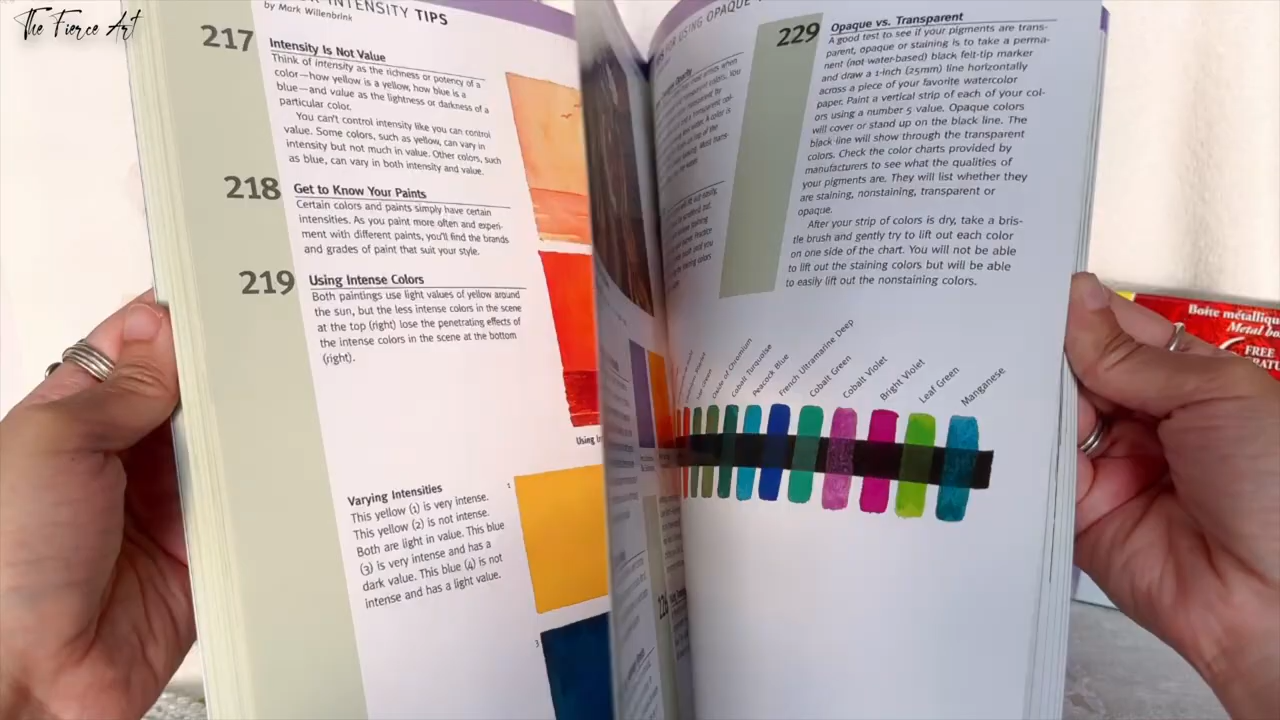 The Fierce Art
INTENSITY TIPS
by Mark Willenbrink
217
Intensity Is Not Value
Think of intensity as the richness or potency of a
color—how yellow is a yellow, how blue is a
blue—and value as the lightness or darkness of a
particular color.
You can't control intensity like you can control
value. Some colors, such as yellow, can vary in
intensity but not much in value. Other colors, such
as blue, can vary in both intensity and value.
218
Get to Know Your Paints
Certain colors and paints simply have certain
intensities. As you paint more often and experi-
ment with different paints, you'll find the brands
and grades of paint that suit your style.
219
Using Intense Colors
Both paintings use light values of yellow around
the sun, but the less intense colors in the scene
at the top (right) lose the penetrating effects of
the intense colors in the scene at the bottom
(right).
Using
Varying Intensities
This yellow (1) is very intense.
This yellow (2) is not intense.
Both are light in value. This blue
(3) is very intense and has a
dark value. This blue (4) is not
intense and has a light value.
1
3
USING OPAQUE
229
Opaque vs. Transparent
A good test to see if your pigments are trans-
parent, opaque or staining is to take a perma-
nent (not water-based) black felt-tip marker
and draw a 1-inch (25mm) line horizontally
across a piece of your favorite watercolor
paper. Paint a vertical strip of each of your col-
ors using a number 5 value. Opaque colors
will cover or stand up on the black line. The
black line will show through the transparent
colors. Check the color charts provided by
manufacturers to see what the qualities of
your pigments are. They will list whether they
are staining, nonstaining, transparent or
opaque.
After your strip of colors is dry, take a bris-
tle brush and gently try to lift out each color
on one side of the chart. You will not be able
to lift out the staining colors but will be able
to easily lift out the nonstaining colors.
Oxide of Chromium
Cobalt Turquoise
Peacock Blue
French Ultramarine Deep
Cobalt Green
Cobalt Violet
Bright Violet
Leaf Green
Manganese
Boite métalliqu
Metal bo
FREE